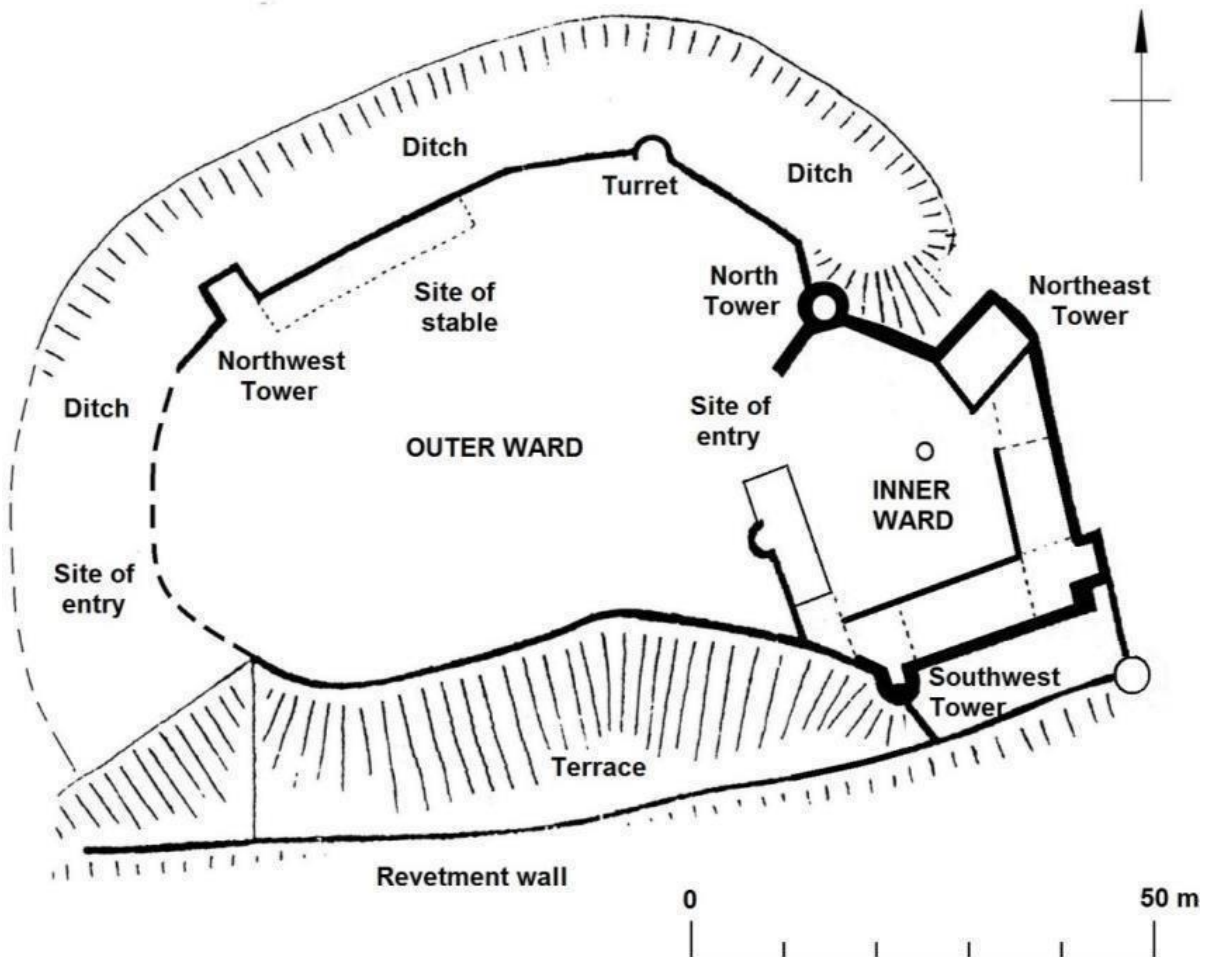 Ditch
Turret
Ditch
North
Tower
Northeast
Tower
Site of
stable
Northwest
Tower
Ditch
Site of
entry
OUTER WARD
INNER
WARD
Site of
entry
Southwest
Tower
Terrace
Revetment wall
0
50 m